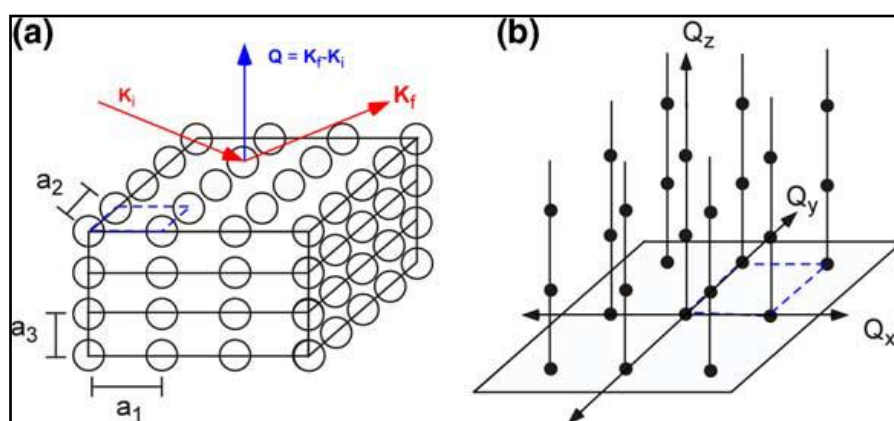 (a)
Q = K_f-K_i
K_i
K_f
a_2
a_3
a_1
(b)
Q_z
Q_y
Q_x